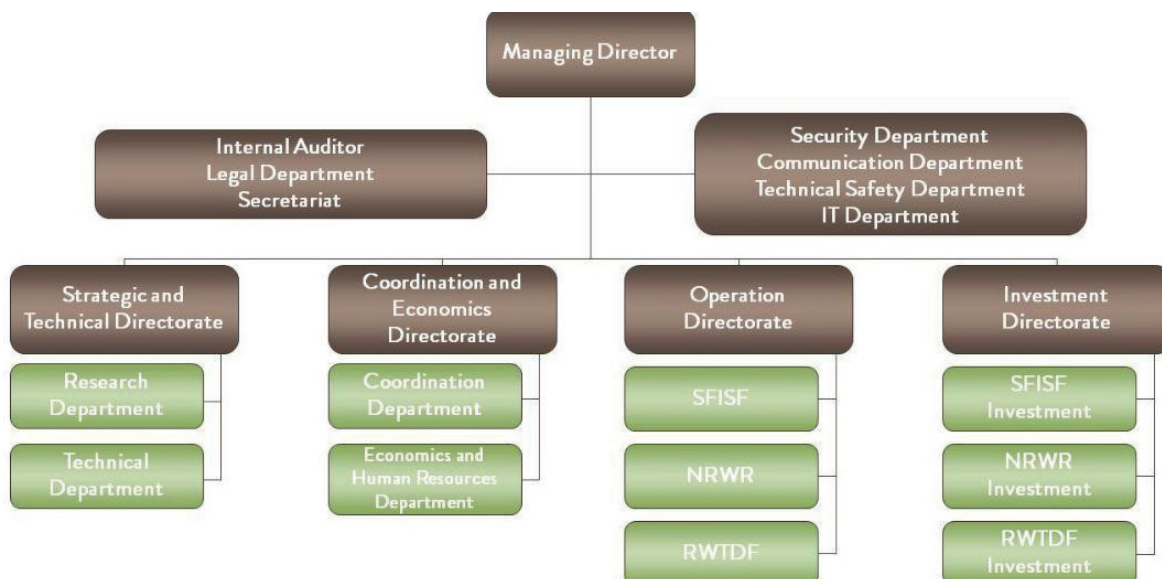 Managing Director
Internal Auditor
Legal Department
Secretariat
Security Department
Communication Department
Technical Safety Department
IT Department
Strategic and
Technical Directorate
Coordination and
Economics
Directorate
Operation
Directorate
Investment
Directorate
Research
Department
Technical
Department
Coordination
Department
Economics and
Human Resources
Department
SFISF
NRWR
RWTDF
SFISF
Investment
NRWR
Investment
RWTDF
Investment